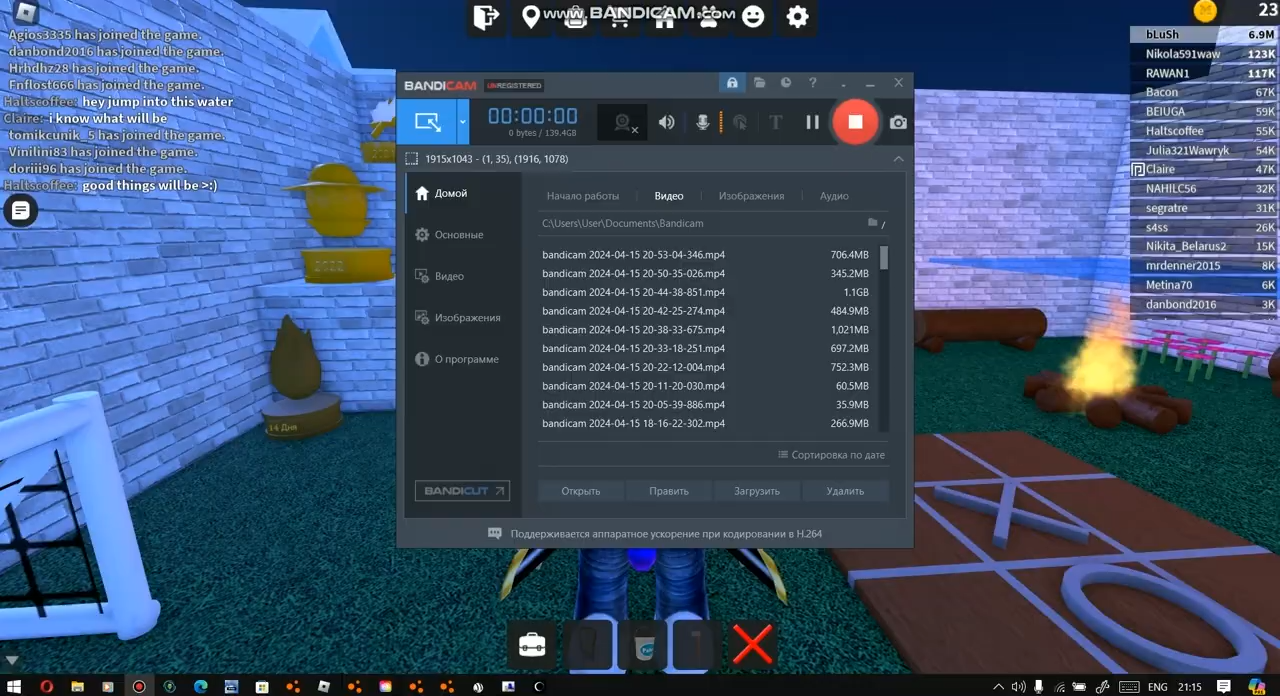 www.BANDICAM.com
23
Agios3335 has joined the game.
danbond2016 has joined the game.
Hrhdhz28 has joined the game.
Fnflost666 has joined the game.
Haltscoffee: hey jump into this water
Claire: i know what will be
tomikcunik_5 has joined the game.
Vinilini83 has joined the game.
doriii96 has joined the game.
Haltscoffee: good things will be >:)
2022
14 Дня
BANDICAM UNREGISTERED
00:00:00
0 bytes / 139.4GB
1915x1043 - (1, 35), (1916, 1078)
Домой
Основные
Видео
Изображения
О программе
BANDICUT
Начало работы
Видео
Изображения
Аудио
C:\Users\User\Documents\Bandicam
bandicam 2024-04-15 20-53-04-346.mp4 706.4MB
bandicam 2024-04-15 20-50-35-026.mp4 345.2MB
bandicam 2024-04-15 20-44-38-851.mp4 1.1GB
bandicam 2024-04-15 20-42-25-274.mp4 484.9MB
bandicam 2024-04-15 20-38-33-675.mp4 1,021MB
bandicam 2024-04-15 20-33-18-251.mp4 697.2MB
bandicam 2024-04-15 20-22-12-004.mp4 752.3MB
bandicam 2024-04-15 20-11-20-030.mp4 60.5MB
bandicam 2024-04-15 20-05-39-886.mp4 35.9MB
bandicam 2024-04-15 18-16-22-302.mp4 266.9MB
Сортировка по дате
Открыть
Править
Загрузить
Удалить
Поддерживается аппаратное ускорение при кодировании в H.264
bLuSh 6.9M
Nikola591waw 123K
RAWAN1 117K
Bacon 67K
BEIUGA 59K
Haltscoffee 55K
Julia321Wawryk 54K
Claire 47K
NAHILC56 32K
segratre 31K
s4ss 26K
Nikita_Belarus2 15K
mrdenner2015 8K
Metina70 6K
danbond2016 3K
ENG 21:15